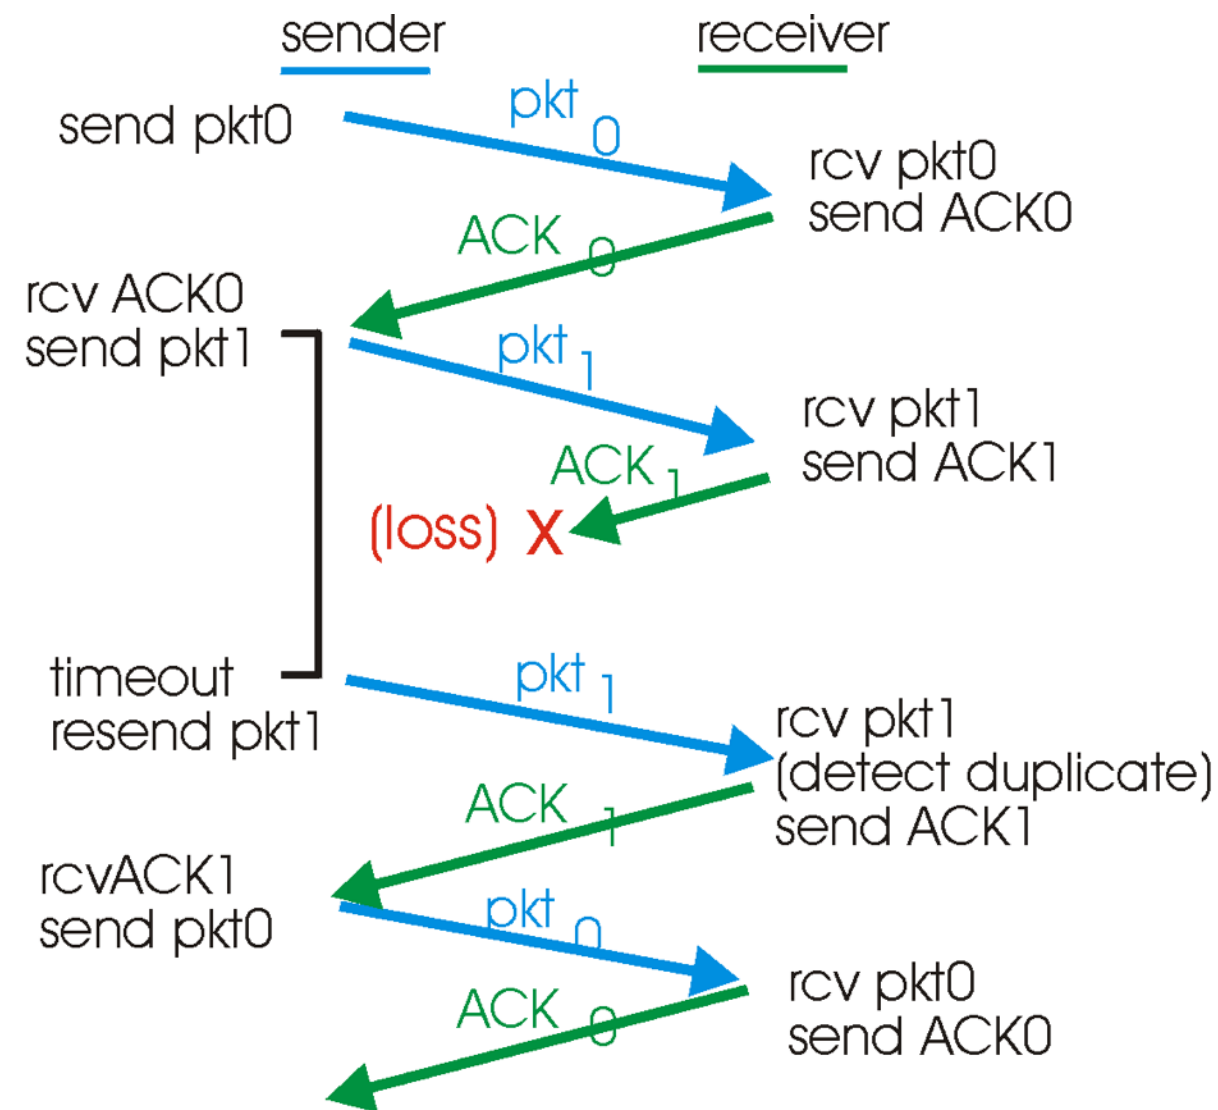 sender
receiver
send pkt0
pkt 0
rcv pkt0
send ACK0
ACK 0
rcv ACK0
send pkt1
pkt 1
rcv pkt1
send ACK1
ACK 1
(loss) X
timeout
resend pkt1
pkt 1
rcv pkt1
(detect duplicate)
send ACK1
ACK 1
rcvACK1
send pkt0
pkt 0
rcv pkt0
send ACK0
ACK 0